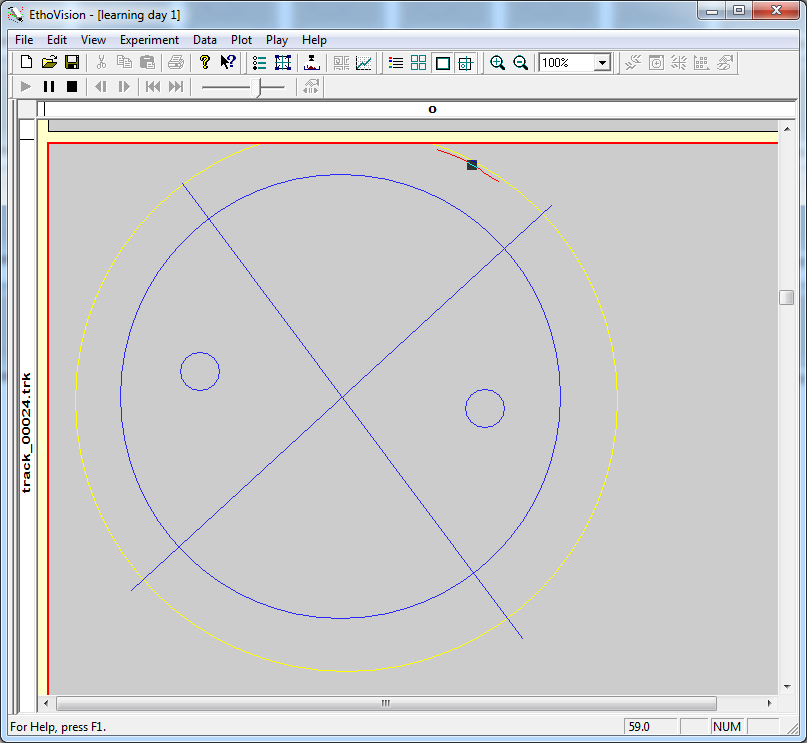 EthoVision - [learning day 1]
File Edit View Experiment Data Plot Play Help
100%
o
track_00024.trk
For Help, press F1.
59.0
NUM